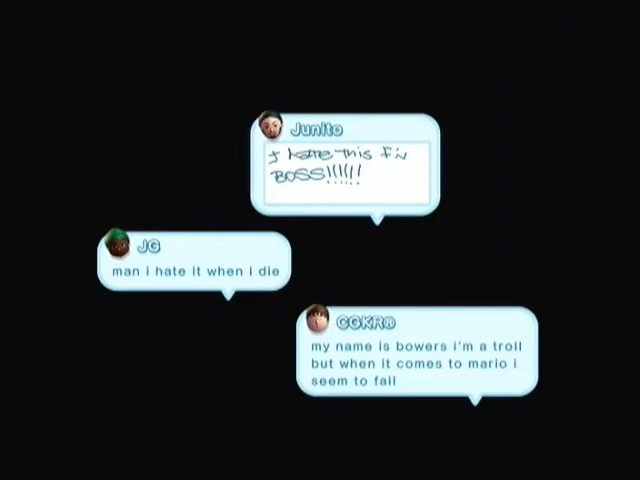 Junito
I HATE THIS F'N
BOSS!!!!!!
JG
man i hate it when i die
CGKR®
my name is bowers i'm a troll
but when it comes to mario i
seem to fail